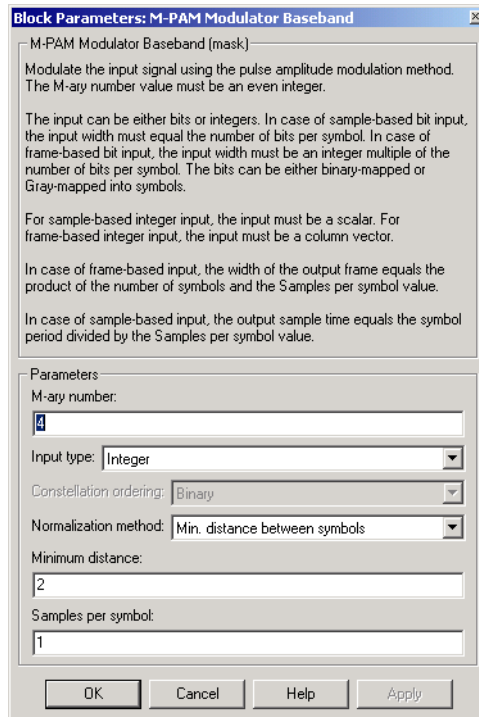 Block Parameters: M-PAM Modulator Baseband
M-PAM Modulator Baseband (mask)
Modulate the input signal using the pulse amplitude modulation method.
The M-ary number value must be an even integer.
The input can be either bits or integers. In case of sample-based bit input,
the input width must equal the number of bits per symbol. In case of
frame-based bit input, the input width must be an integer multiple of the
number of bits per symbol. The bits can be either binary-mapped or
Gray-mapped into symbols.
For sample-based integer input, the input must be a scalar. For
frame-based integer input, the input must be a column vector.
In case of frame-based input, the width of the output frame equals the
product of the number of symbols and the Samples per symbol value.
In case of sample-based input, the output sample time equals the symbol
period divided by the Samples per symbol value.
Parameters
M-ary number:
4
Input type: Integer
Constellation ordering: Binary
Normalization method: Min. distance between symbols
Minimum distance:
2
Samples per symbol:
1
OK Cancel Help Apply